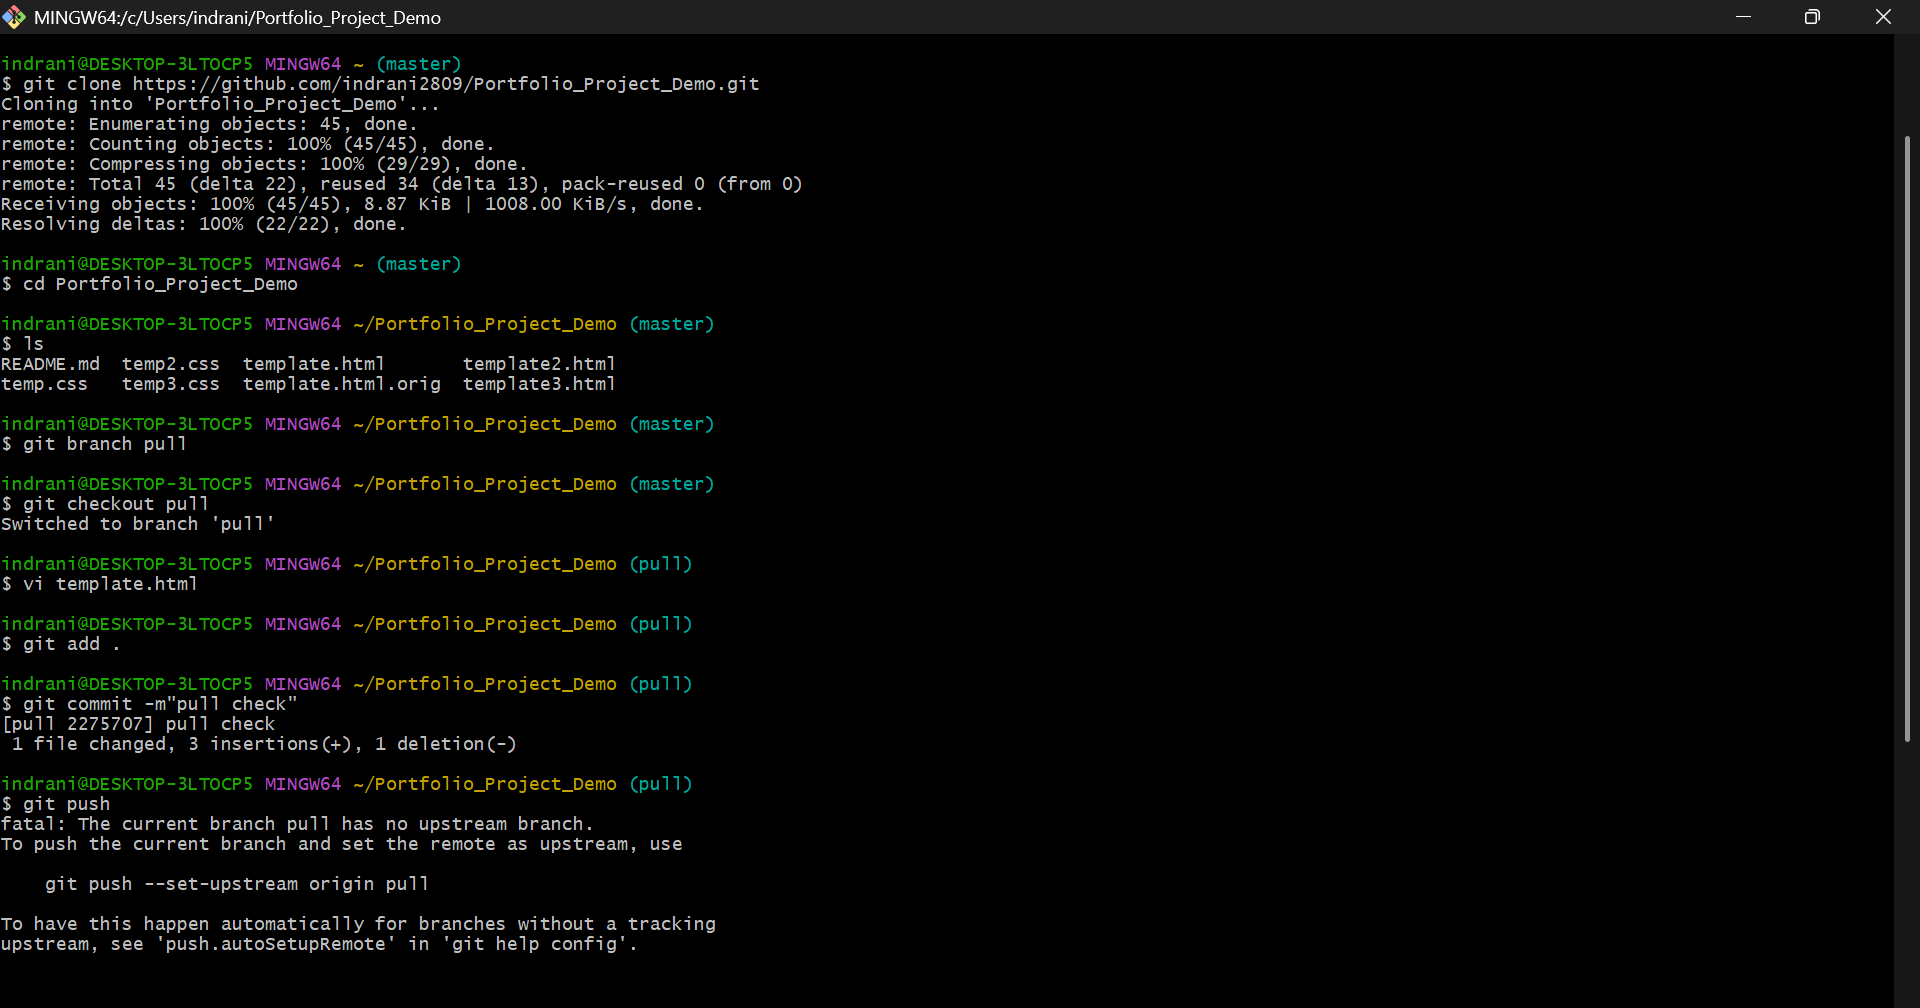 MINGW64:/c/Users/indrani/Portfolio_Project_Demo
indrani@DESKTOP-3LTOCP5 MINGW64 ~ (master)
$ git clone https://github.com/indrani2809/Portfolio_Project_Demo.git
Cloning into 'Portfolio_Project_Demo'...
remote: Enumerating objects: 45, done.
remote: Counting objects: 100% (45/45), done.
remote: Compressing objects: 100% (29/29), done.
remote: Total 45 (delta 22), reused 34 (delta 13), pack-reused 0 (from 0)
Receiving objects: 100% (45/45), 8.87 KiB | 1008.00 KiB/s, done.
Resolving deltas: 100% (22/22), done.
indrani@DESKTOP-3LTOCP5 MINGW64 ~ (master)
$ cd Portfolio_Project_Demo
indrani@DESKTOP-3LTOCP5 MINGW64 ~/Portfolio_Project_Demo (master)
$ ls
README.md  temp2.css  template.html       template2.html
temp.css   temp3.css  template.html.orig  template3.html
indrani@DESKTOP-3LTOCP5 MINGW64 ~/Portfolio_Project_Demo (master)
$ git branch pull
indrani@DESKTOP-3LTOCP5 MINGW64 ~/Portfolio_Project_Demo (master)
$ git checkout pull
Switched to branch 'pull'
indrani@DESKTOP-3LTOCP5 MINGW64 ~/Portfolio_Project_Demo (pull)
$ vi template.html
indrani@DESKTOP-3LTOCP5 MINGW64 ~/Portfolio_Project_Demo (pull)
$ git add .
indrani@DESKTOP-3LTOCP5 MINGW64 ~/Portfolio_Project_Demo (pull)
$ git commit -m"pull check"
[pull 2275707] pull check
 1 file changed, 3 insertions(+), 1 deletion(-)
indrani@DESKTOP-3LTOCP5 MINGW64 ~/Portfolio_Project_Demo (pull)
$ git push
fatal: The current branch pull has no upstream branch.
To push the current branch and set the remote as upstream, use
    git push --set-upstream origin pull
To have this happen automatically for branches without a tracking
upstream, see 'push.autoSetupRemote' in 'git help config'.